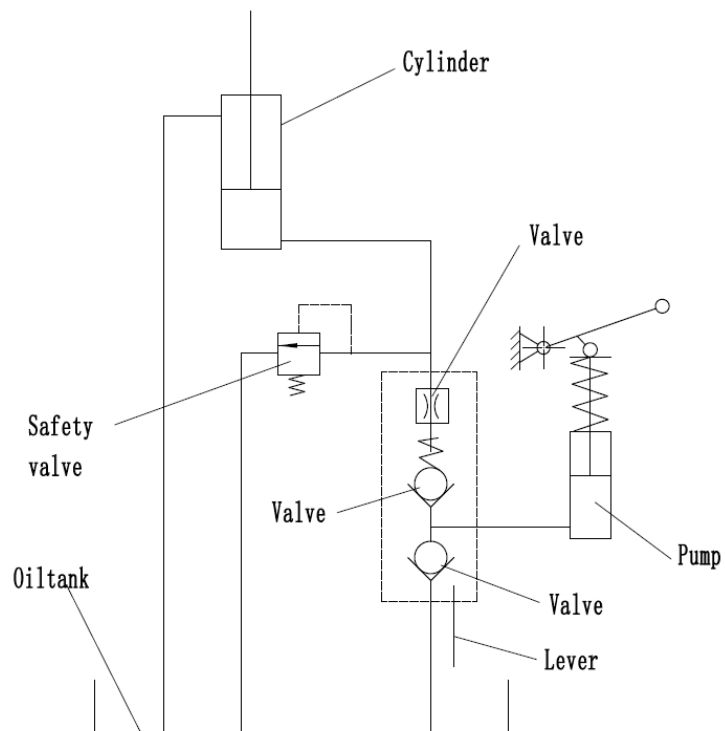 Cylinder
Valve
Safety
valve
Valve
Pump
Oiltank
Valve
Lever